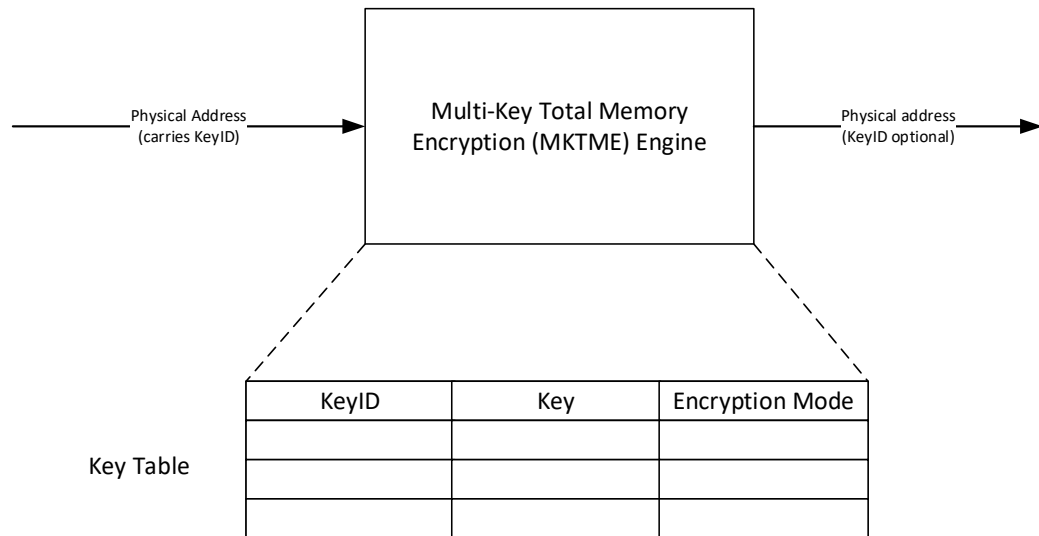 Physical Address
(carries KeyID)
Multi-Key Total Memory
Encryption (MKTME) Engine
Physical address
(KeyID optional)
KeyID Key Encryption Mode
Key Table